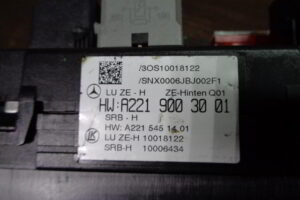 /3OS10018122
/SNX0006JBJ002F1
LU ZE - H ZE-Hinten Q01
HW: A221 900 30 01
SRB - H
HW: A221 545 14 01
LU ZE-H 10018122
SRB-H 10006434